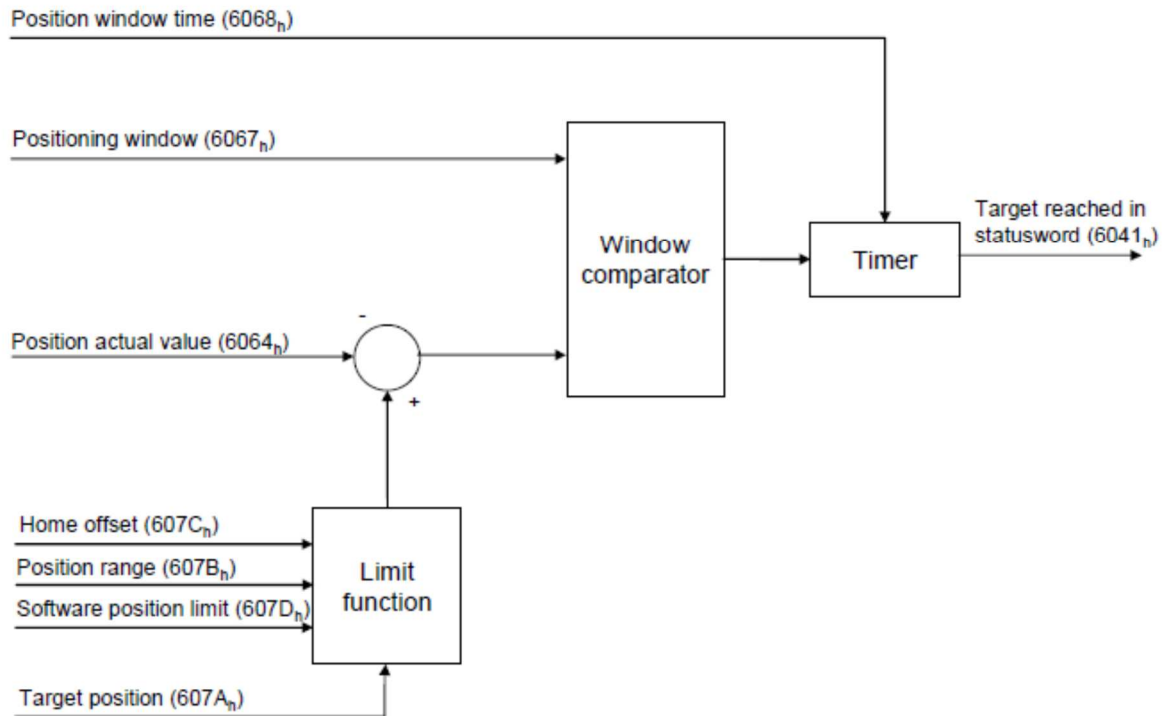 Position window time (6068h)
Positioning window (6067h)
Target reached in
statusword (6041h)
Window
comparator
Timer
-
Position actual value (6064h)
+
Home offset (607Ch)
Position range (607Bh)
Software position limit (607Dh)
Limit
function
Target position (607Ah)